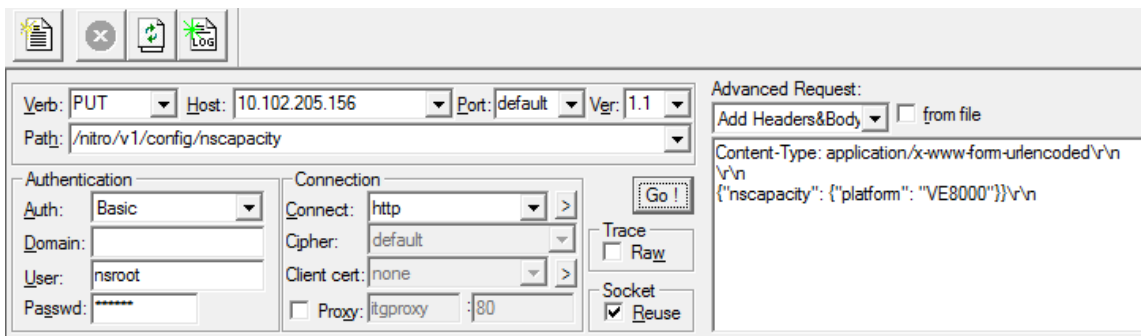 LOG
Verb: PUT Host: 10.102.205.156 Port: default Ver: 1.1
Path: /nitro/v1/config/nscapacity
Authentication
Auth: Basic
Domain:
User: nsroot
Passwd: ******
Connection
Connect: http >
Cipher: default
Client cert: none >
Proxy: itgproxy :80
Go !
Trace
Raw
Socket
Reuse
Advanced Request:
Add Headers&Body from file
Content-Type: application/x-www-form-urlencoded\r\n
\r\n
{"nscapacity": {"platform": "VE8000"}}\r\n